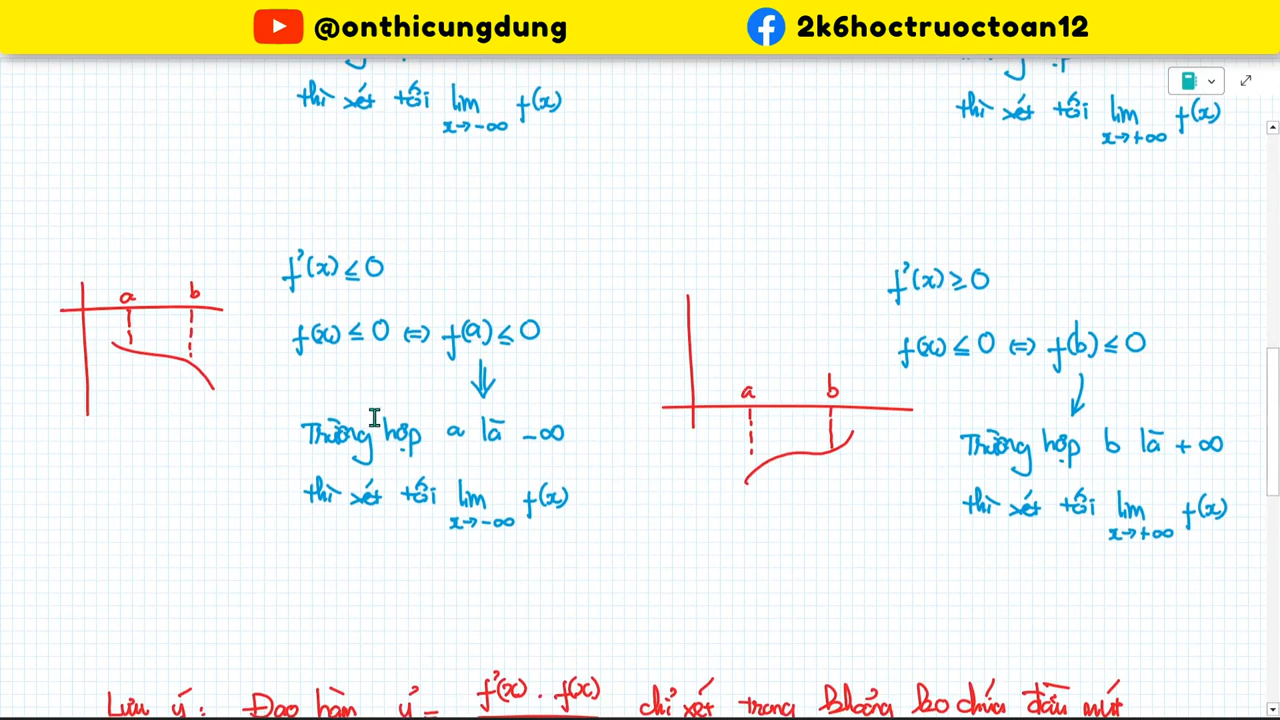 @onthicungdung
2k6hoctruoctoan12
thì xét tới lim f(x)
x→-∞
thì xét tới lim f(x)
x→+∞
a b
f'(x) ≤ 0
f(x) ≤ 0 ⇔ f(a) ≤ 0
Trường hợp a là -∞
thì xét tới lim f(x)
x→-∞
a b
f'(x) ≥ 0
f(x) ≤ 0 ⇔ f(b) ≤ 0
Trường hợp b là +∞
thì xét tới lim f(x)
x→+∞
Lưu ý: Đạo hàm y' = f'(x) . f(x) chỉ xét trong khoảng ko chứa đầu mút